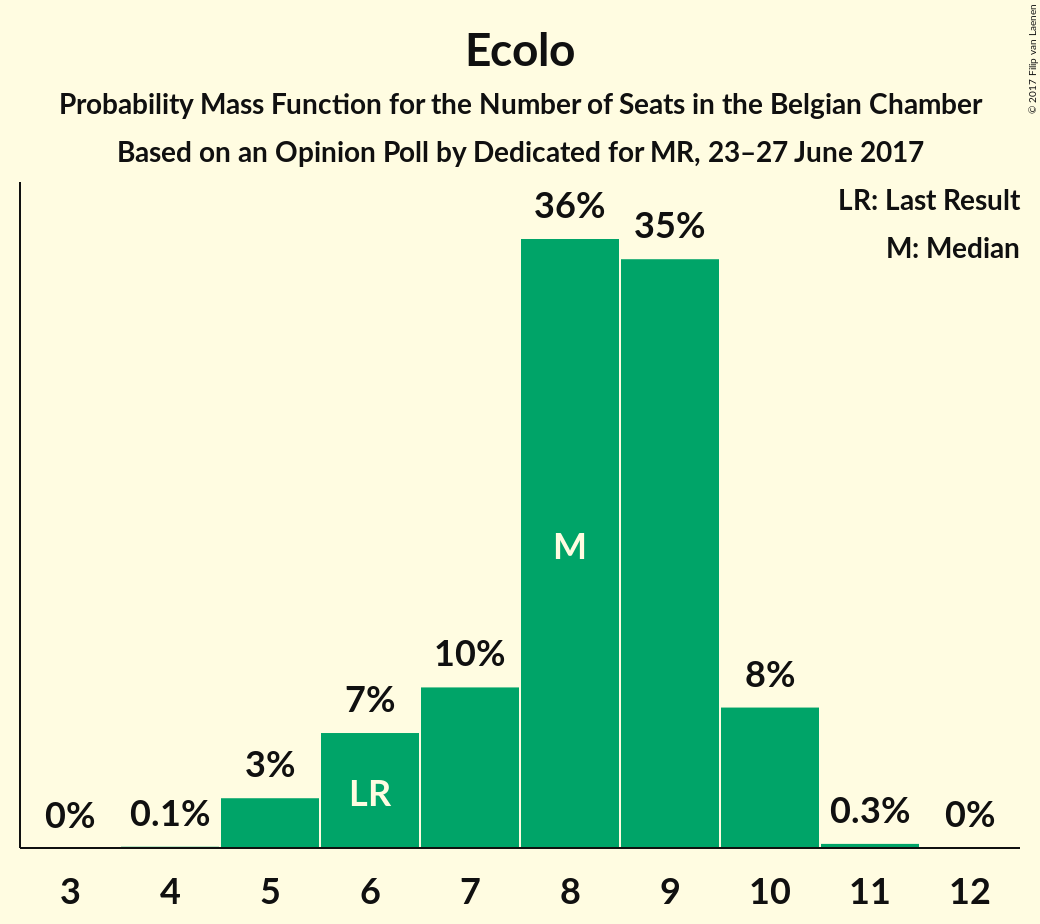 Ecolo
Probability Mass Function for the Number of Seats in the Belgian Chamber
Based on an Opinion Poll by Dedicated for MR, 23–27 June 2017
© 2017 Filip van Laenen
LR: Last Result
M: Median
0%
0.1%
3%
7%
10%
36%
35%
8%
0.3%
0%
LR
M
3 4 5 6 7 8 9 10 11 12